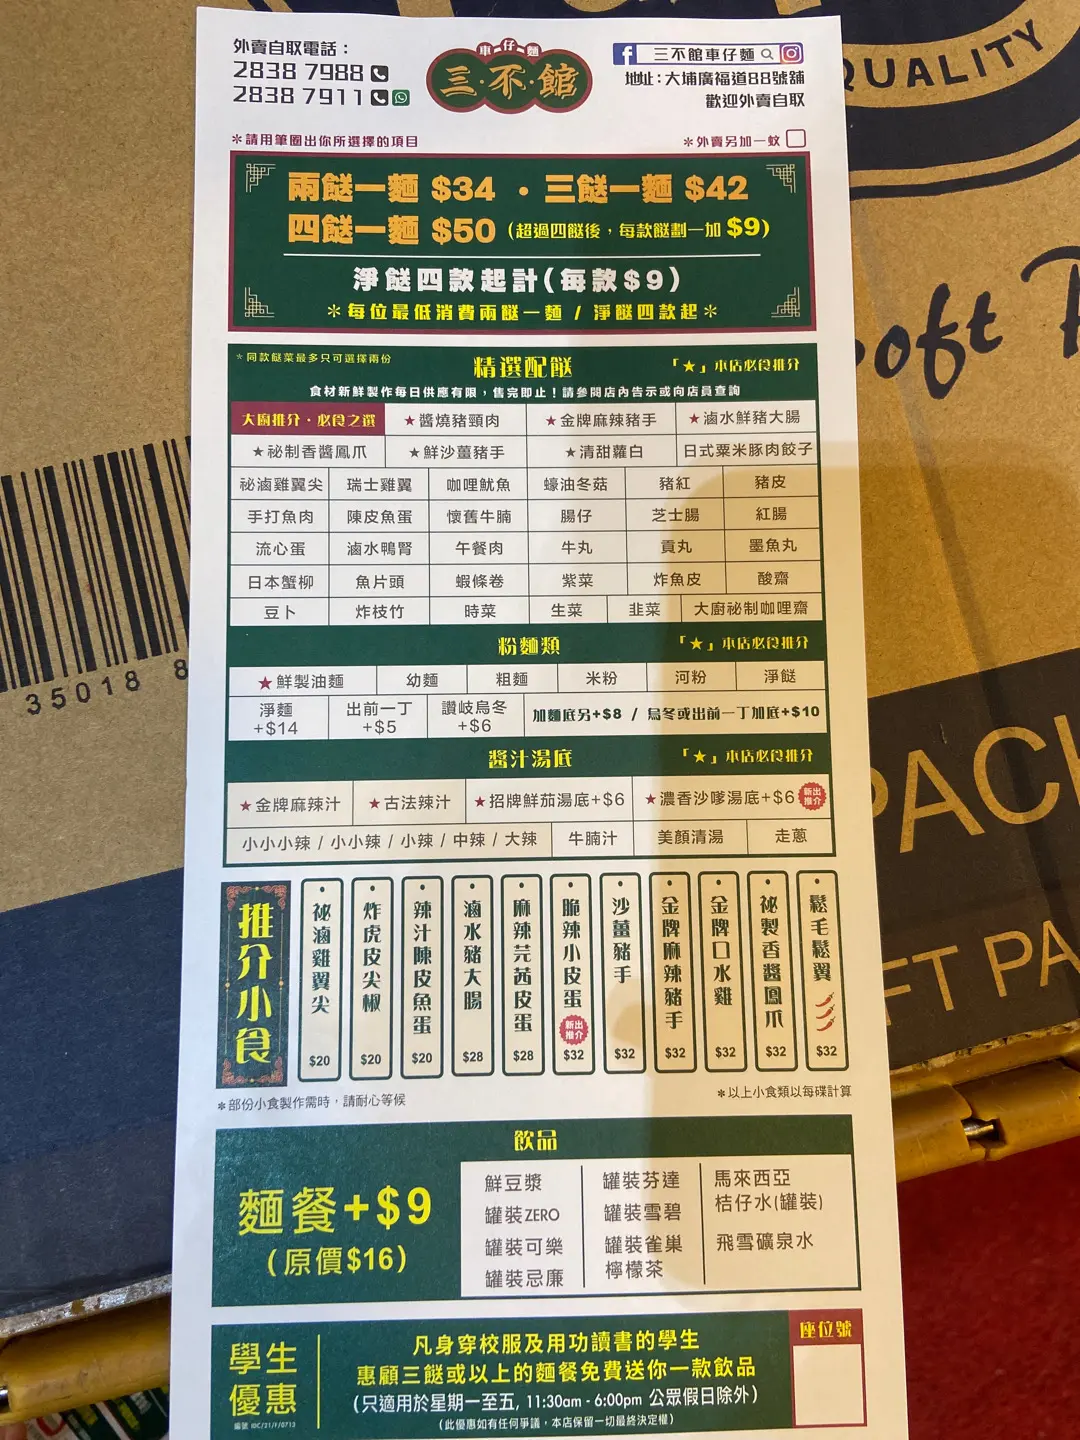 外賣自取電話：
2838 7988
2838 7911
車仔麵
三·不·館
三不館車仔麵
地址：大埔廣福道88號舖
歡迎外賣自取
＊請用筆圈出你所選擇的項目
＊外賣另加一蚊
兩餸一麵 $34 · 三餸一麵 $42
四餸一麵 $50（超過四餸後，每款餸劃一加 $9）
淨餸四款起計（每款$9）
＊每位最低消費兩餸一麵 / 淨餸四款起＊
＊同款餸菜最多只可選擇兩份
精選配餸
「★」本店必食推介
食材新鮮製作每日供應有限，售完即止！請參閱店內告示或向店員查詢
大廚推介・必食之選 ★醬燒豬頸肉 ★金牌麻辣豬手 ★滷水鮮豬大腸
★祕制香醬鳳爪 ★鮮沙薑豬手 ★清甜蘿白 日式粟米豚肉餃子
祕滷雞翼尖 瑞士雞翼 咖哩魷魚 蠔油冬菇 豬紅 豬皮
手打魚肉 陳皮魚蛋 懷舊牛腩 腸仔 芝士腸 紅腸
流心蛋 滷水鴨腎 午餐肉 牛丸 貢丸 墨魚丸
日本蟹柳 魚片頭 蝦條卷 紫菜 炸魚皮 酸齋
豆卜 炸枝竹 時菜 生菜 韭菜 大廚祕制咖哩齋
粉麵類
「★」本店必食推介
★鮮製油麵 幼麵 粗麵 米粉 河粉 淨餸
淨麵 +$14 出前一丁 +$5 讚岐烏冬 +$6 加麵底另+$8 / 烏冬或出前一丁加底+$10
醬汁湯底
「★」本店必食推介
★金牌麻辣汁 ★古法辣汁 ★招牌鮮茄湯底+$6 ★濃香沙嗲湯底+$6 新出推介
小小小辣 / 小小辣 / 小辣 / 中辣 / 大辣 牛腩汁 美顏清湯 走蔥
推介小食
祕滷雞翼尖 $20
炸虎皮尖椒 $20
辣汁陳皮魚蛋 $20
滷水豬大腸 $28
麻辣芫茜皮蛋 $28
脆辣小皮蛋 新出推介 $32
沙薑豬手 $32
金牌麻辣豬手 $32
金牌口水雞 $32
祕製香醬鳳爪 $32
鬆毛鬆翼 $32
＊部份小食製作需時，請耐心等候
＊以上小食類以每碟計算
飲品
麵餐+$9
（原價$16）
鮮豆漿
罐裝ZERO
罐裝可樂
罐裝忌廉
罐裝芬達
罐裝雪碧
罐裝雀巢
檸檬茶
馬來西亞
桔仔水(罐裝)
飛雪礦泉水
學生
優惠
編號 IDC/21/F/0712
凡身穿校服及用功讀書的學生
惠顧三餸或以上的麵餐免費送你一款飲品
（只適用於星期一至五, 11:30am - 6:00pm 公眾假日除外）
（此優惠如有任何爭議，本店保留一切最終決定權）
座位號
QUALITY
oft
35018 8
PACK
FT PA